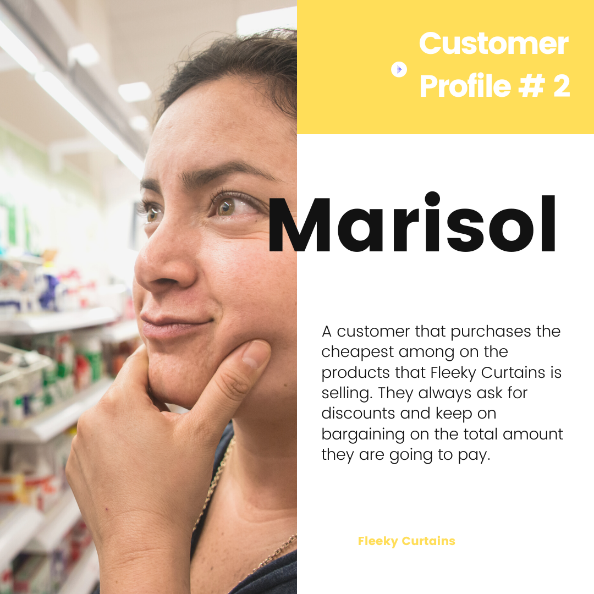 Customer
Profile # 2
Marisol
A customer that purchases the
cheapest among on the
products that Fleeky Curtains is
selling. They always ask for
discounts and keep on
bargaining on the total amount
they are going to pay.
Fleeky Curtains